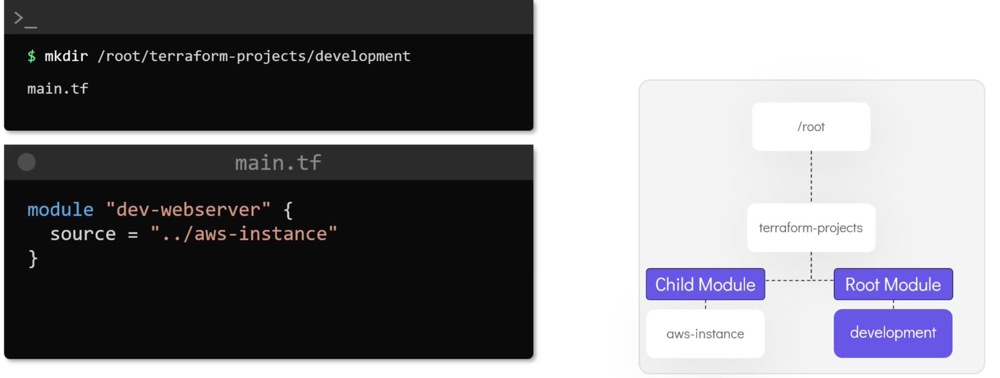 >_
$ mkdir /root/terraform-projects/development
main.tf
main.tf
module "dev-webserver" {
  source = "../aws-instance"
}
/root
terraform-projects
Child Module
Root Module
aws-instance
development